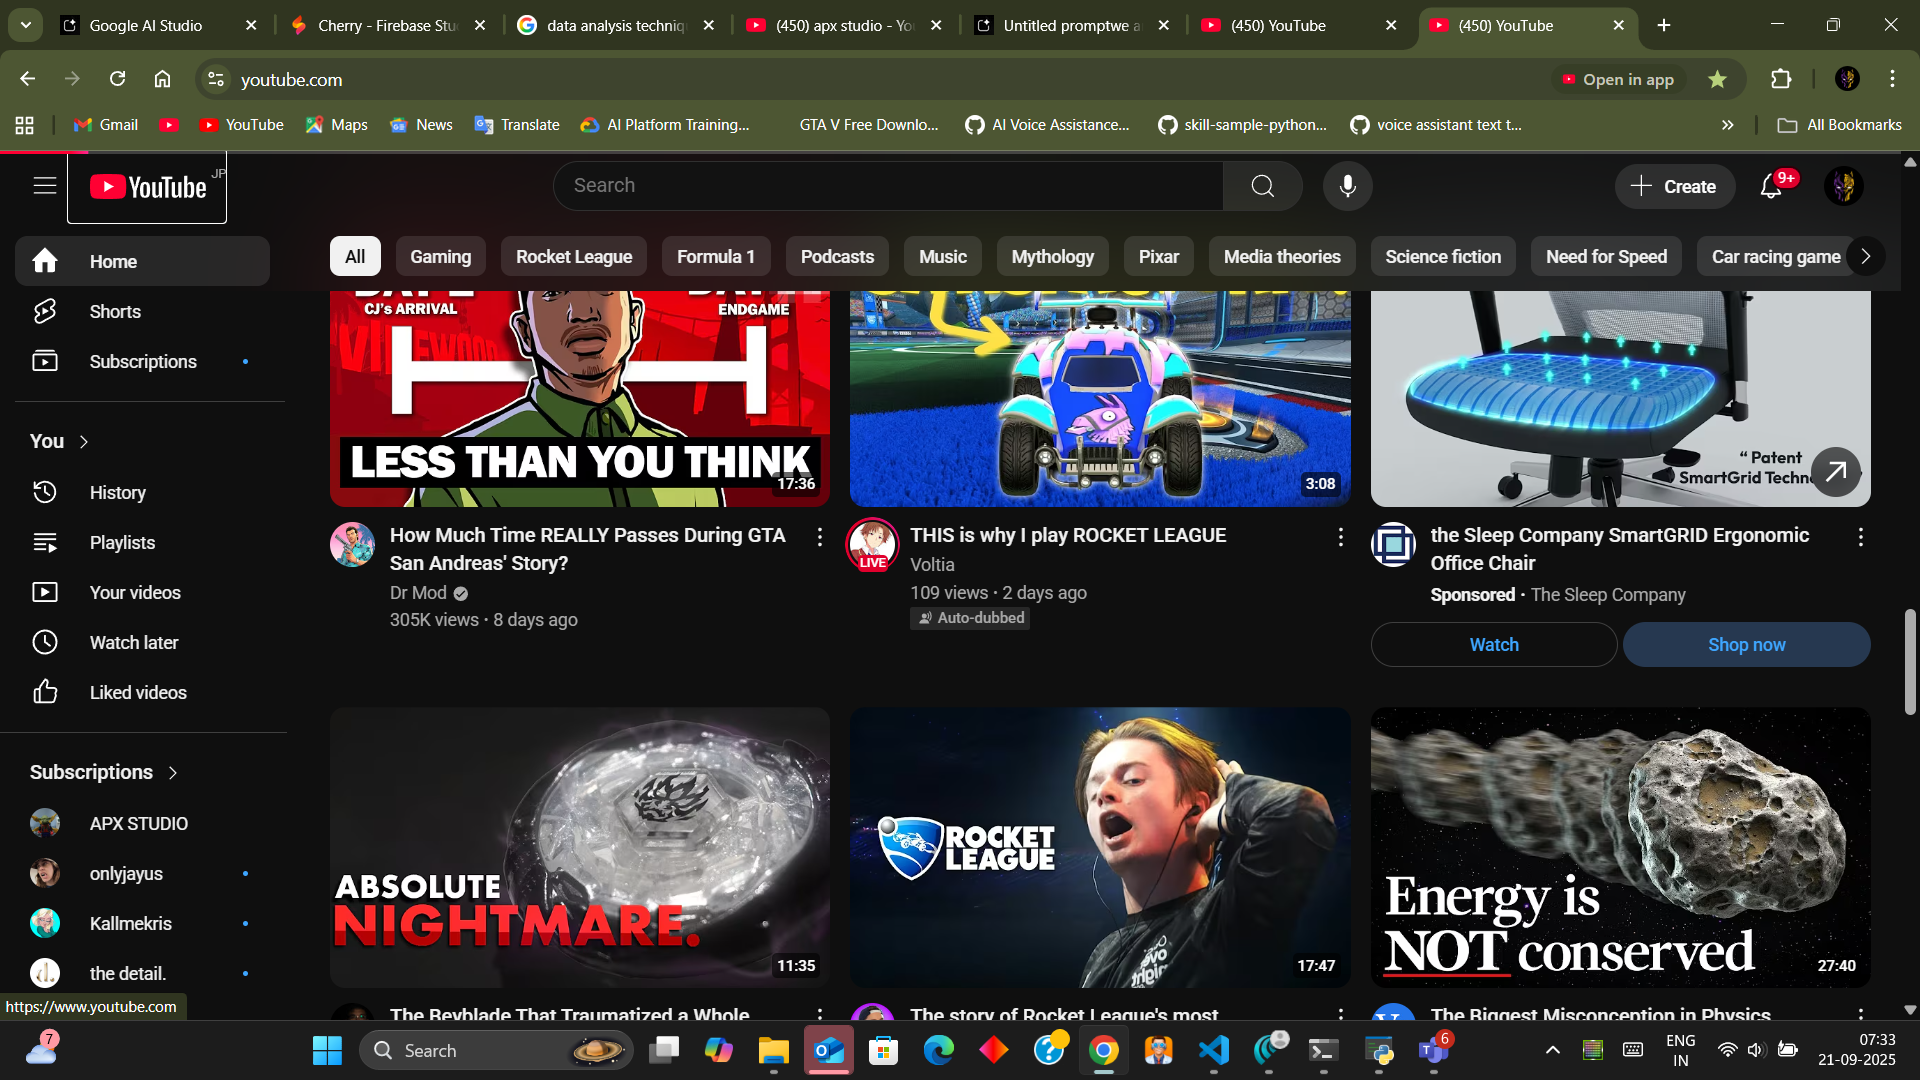 Google AI Studio
Cherry - Firebase Stu
data analysis techniq
(450) apx studio - Yo
Untitled promptwe a
(450) YouTube
(450) YouTube
youtube.com
Open in app
Gmail
YouTube
Maps
News
Translate
AI Platform Training...
GTA V Free Downlo...
AI Voice Assistance...
skill-sample-python...
voice assistant text t...
All Bookmarks
YouTube JP
Search
Create
9+
Home
Shorts
Subscriptions
You
History
Playlists
Your videos
Watch later
Liked videos
Subscriptions
APX STUDIO
onlyjayus
Kallmekris
the detail.
https://www.youtube.com
All
Gaming
Rocket League
Formula 1
Podcasts
Music
Mythology
Pixar
Media theories
Science fiction
Need for Speed
Car racing game
CJ's ARRIVAL
ENDGAME
LESS THAN YOU THINK
17:36
How Much Time REALLY Passes During GTA
San Andreas' Story?
Dr Mod
305K views • 8 days ago
3:08
LIVE
THIS is why I play ROCKET LEAGUE
Voltia
109 views • 2 days ago
Auto-dubbed
“ Patent
SmartGrid Techn
the Sleep Company SmartGRID Ergonomic
Office Chair
Sponsored • The Sleep Company
Watch
Shop now
ABSOLUTE
NIGHTMARE.
11:35
The Beyblade That Traumatized a Whole
ROCKET
LEAGUE
17:47
The story of Rocket League's most
Energy is
NOT conserved
27:40
The Biggest Misconception in Physics
7
Search
6
ENG
IN
07:33
21-09-2025